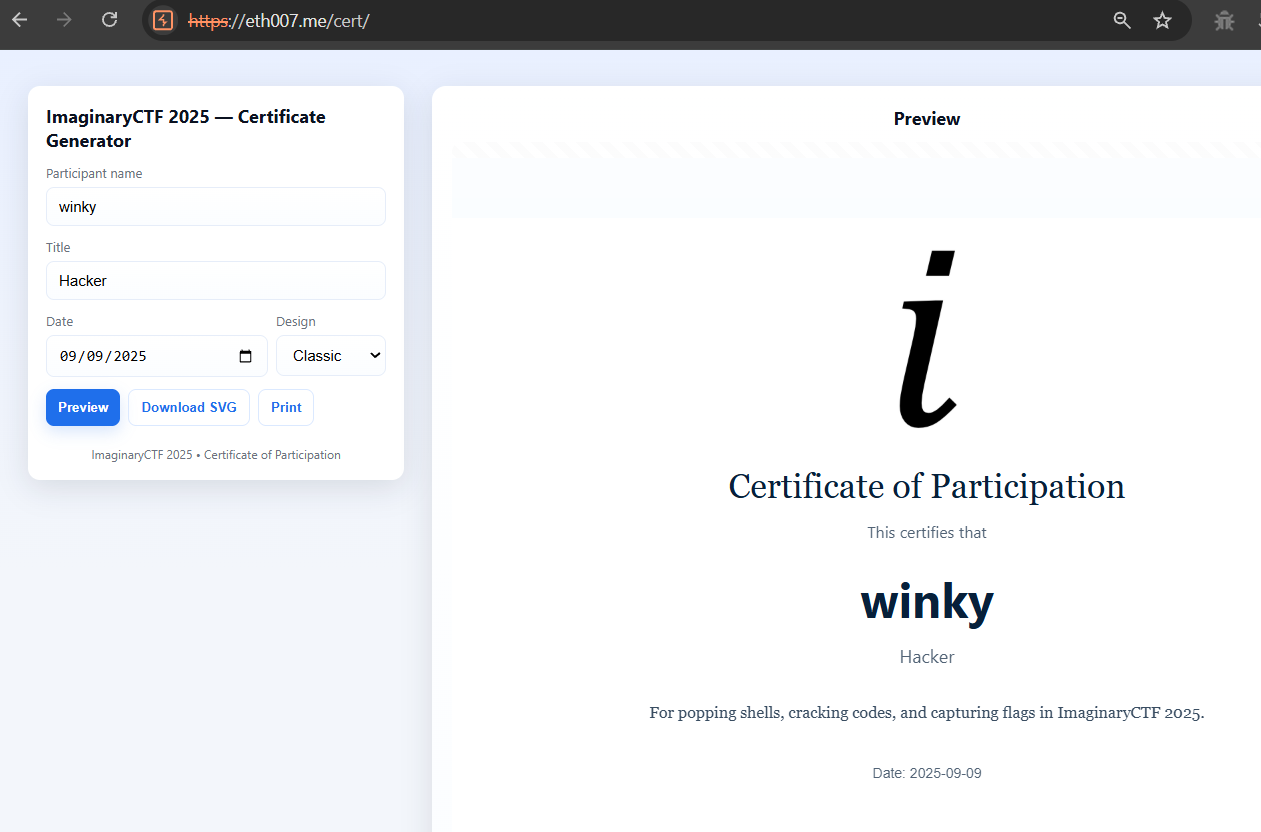 https://eth007.me/cert/
ImaginaryCTF 2025 — Certificate
Generator
Participant name
winky
Title
Hacker
Date
Design
09/09/2025
Classic
Preview
Download SVG
Print
ImaginaryCTF 2025 • Certificate of Participation
Preview
i
Certificate of Participation
This certifies that
winky
Hacker
For popping shells, cracking codes, and capturing flags in ImaginaryCTF 2025.
Date: 2025-09-09